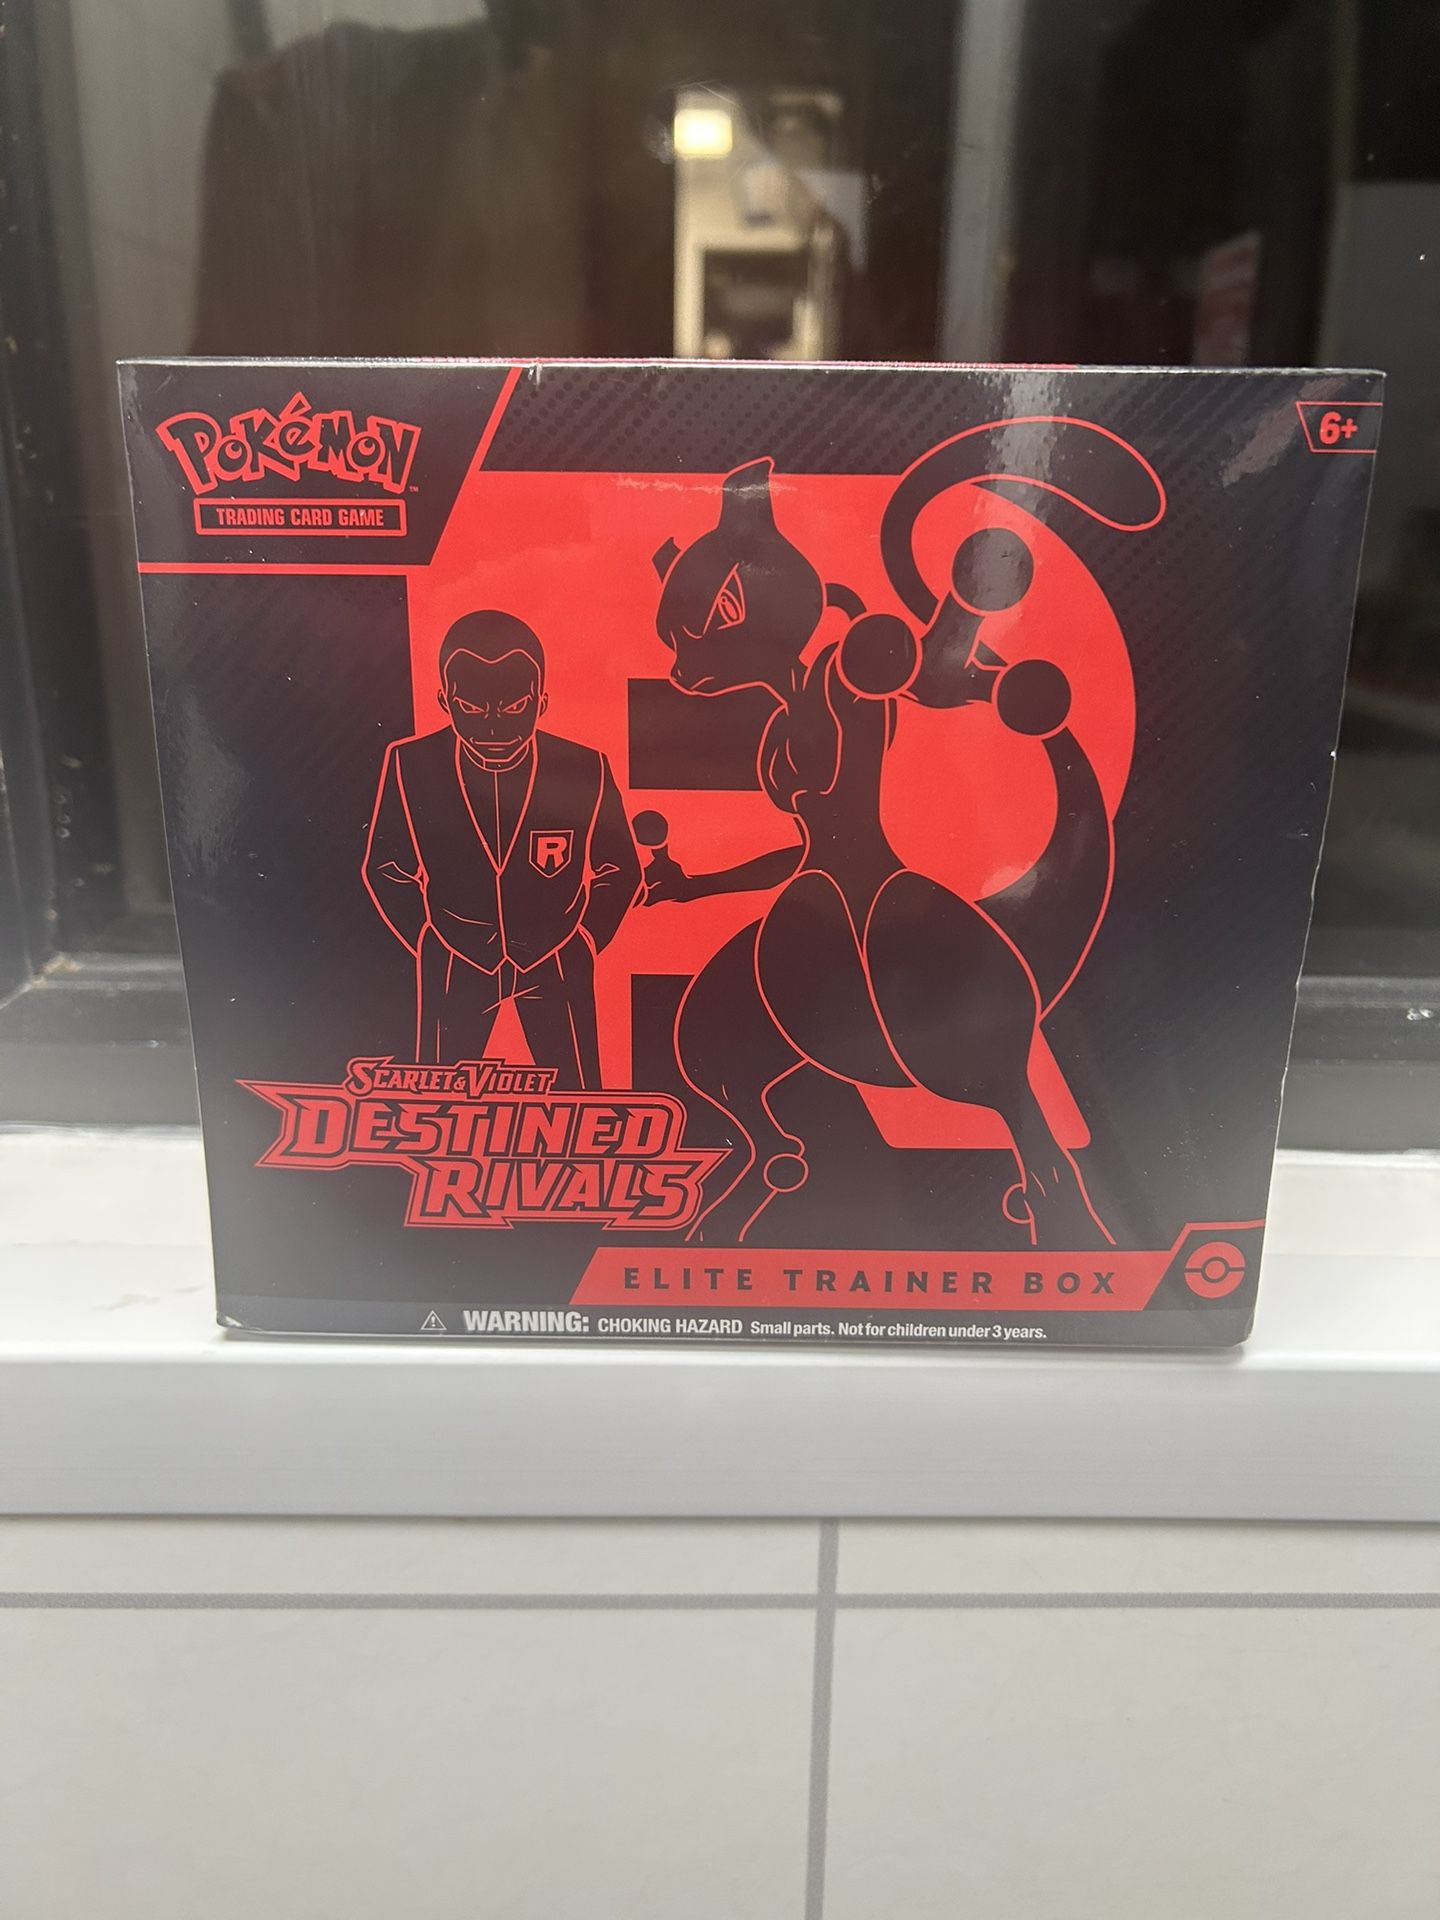 POKéMON™
TRADING CARD GAME
6+
R
SCARLET & VIOLET
DESTINED
RIVALS
ELITE TRAINER BOX
WARNING: CHOKING HAZARD Small parts. Not for children under 3 years.